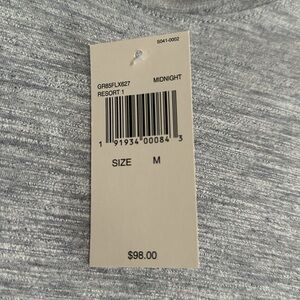 S041-0002
GR85FLX627 MIDNIGHT
RESORT 1
1 91934 00084 3
SIZE M
$98.00